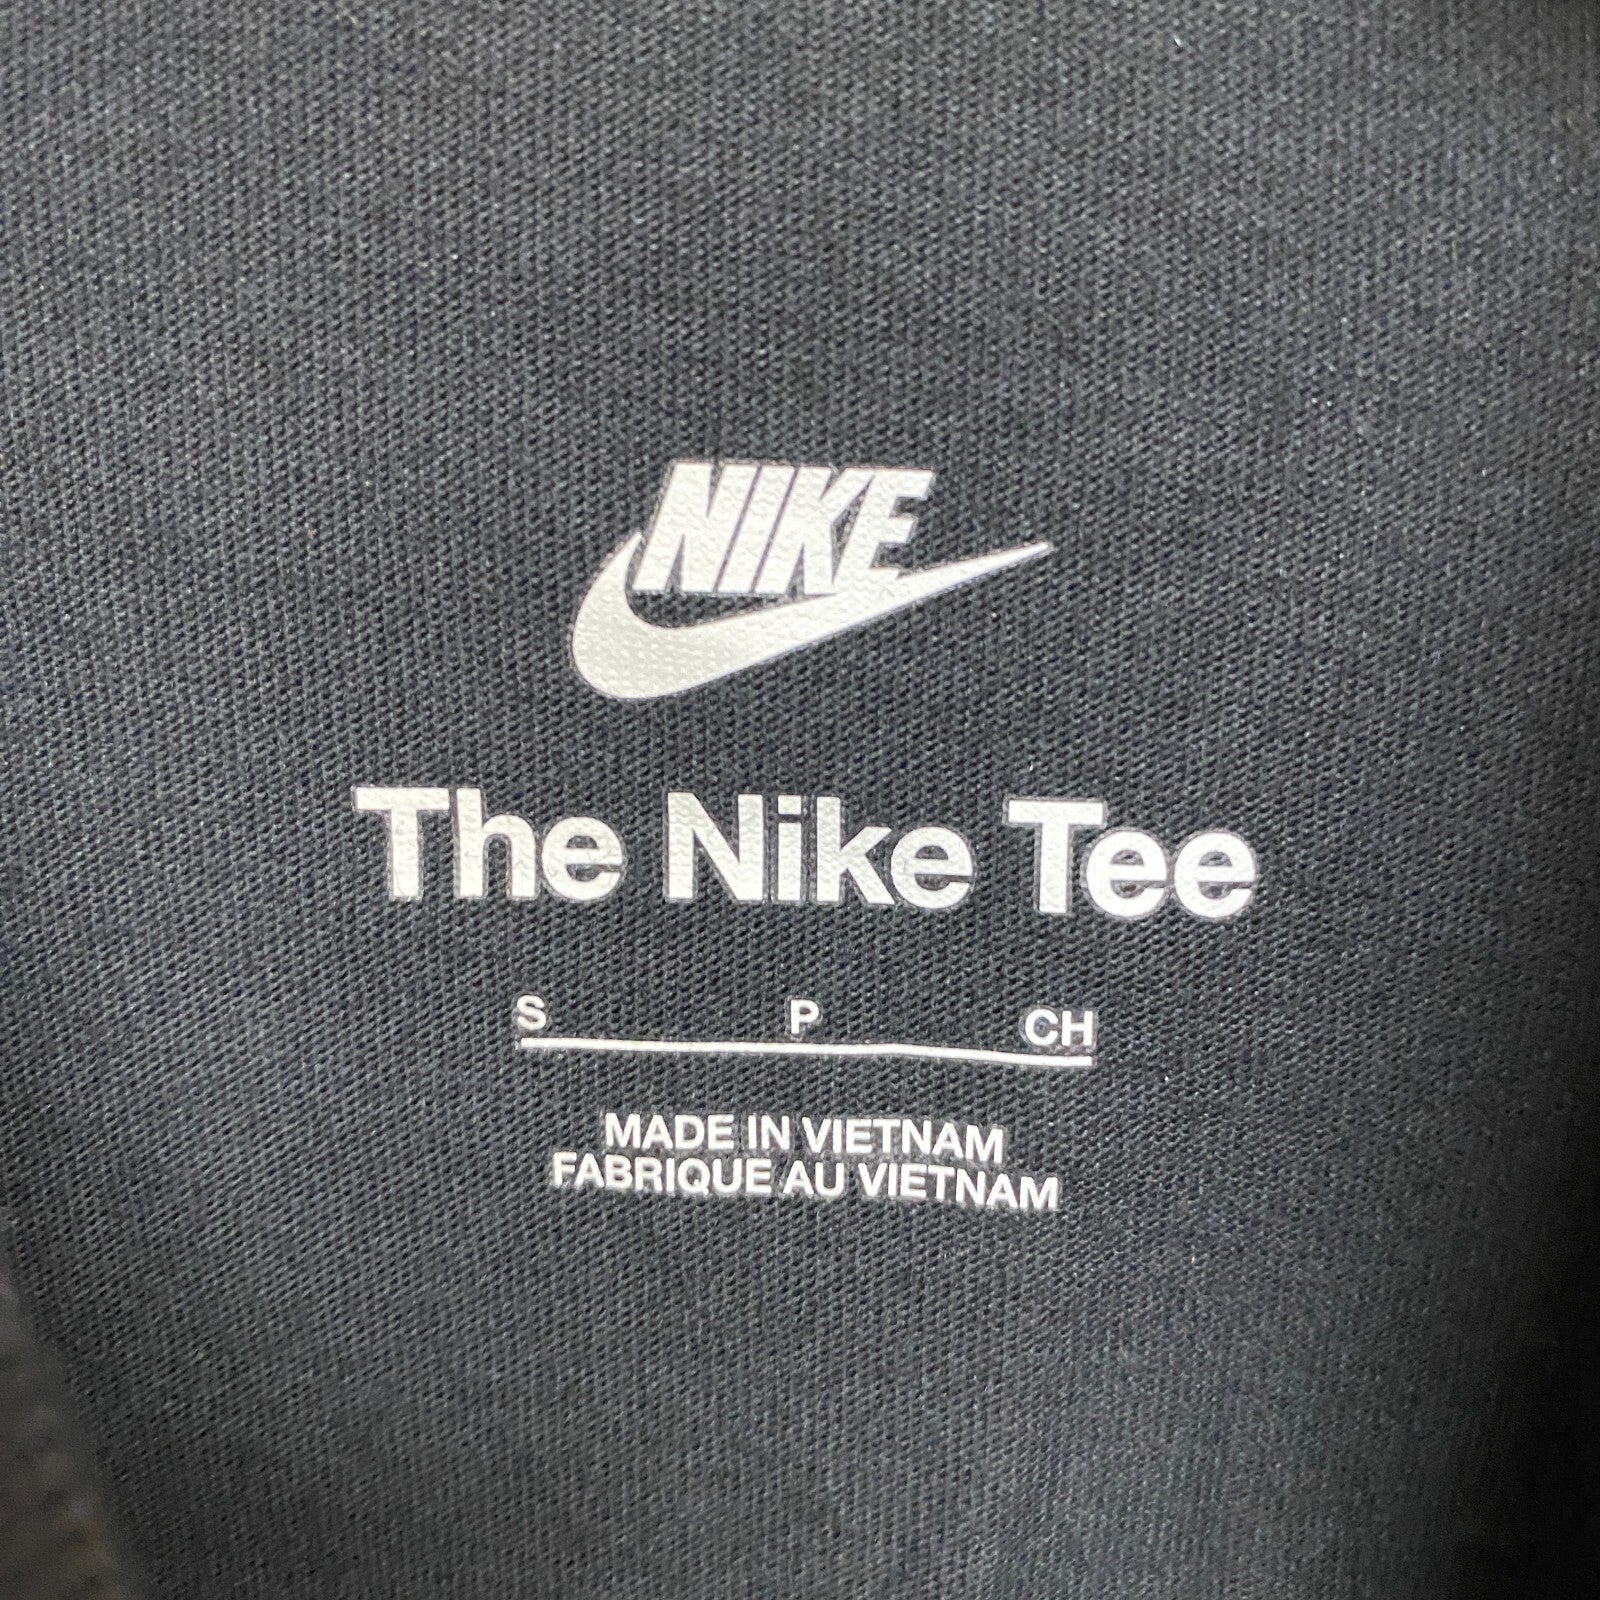 NIKE
The Nike Tee
S P CH
MADE IN VIETNAM
FABRIQUE AU VIETNAM